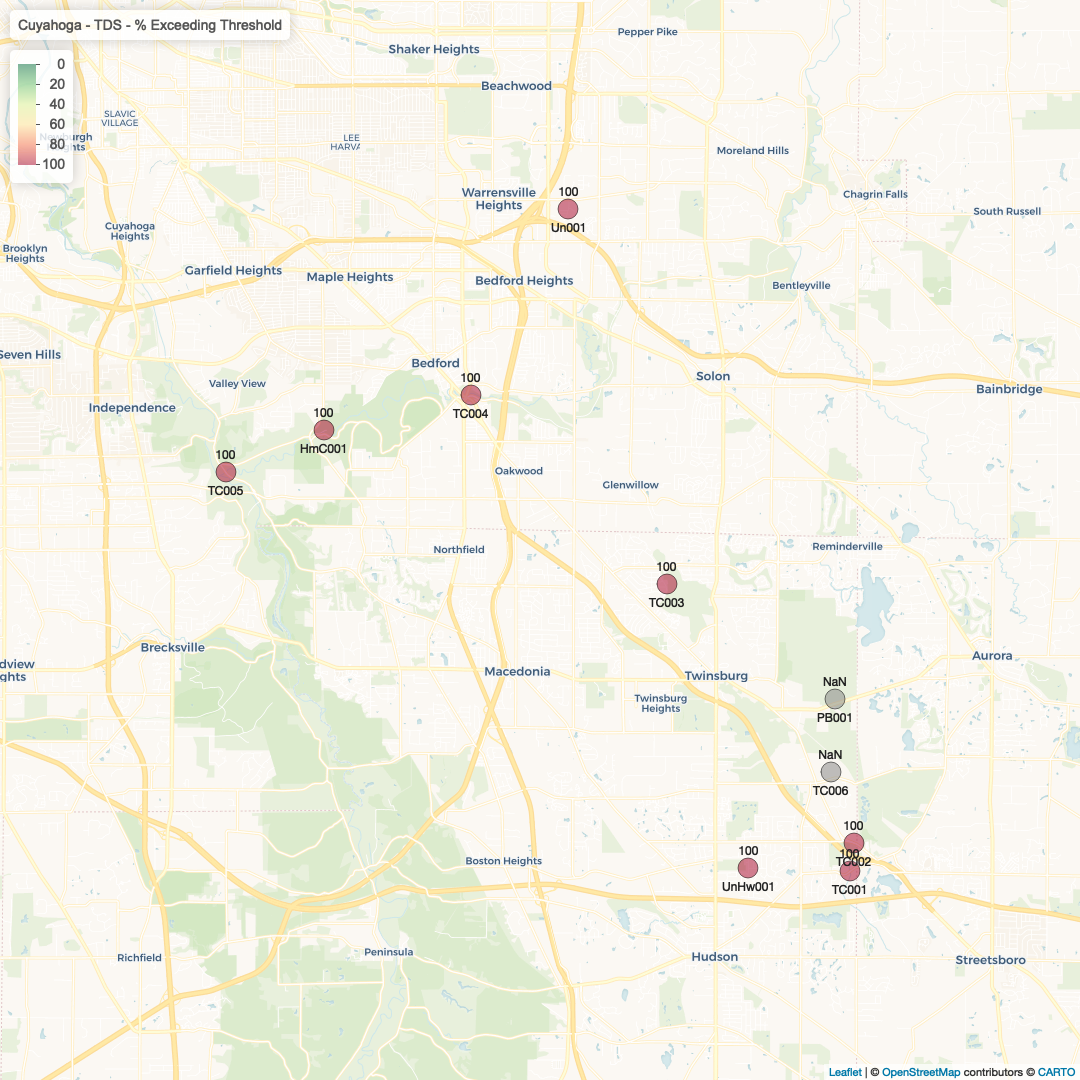 Cuyahoga - TDS - % Exceeding Threshold
0
20
40
60
80
100
Pepper Pike
Shaker Heights
Beachwood
SLAVIC
VILLAGE
LEE
Moreland Hills
Warrensville
Heights
100
Un001
Chagrin Falls
South Russell
Cuyahoga
Heights
Brooklyn
Heights
Garfield Heights
Maple Heights
Bedford Heights
Bentleyville
Seven Hills
Bedford
Solon
Valley View
100
TC004
Bainbridge
Independence
100
HmC001
100
TC005
Oakwood
Glenwillow
Northfield
Reminderville
100
TC003
Brecksville
Macedonia
Twinsburg
Aurora
Twinsburg
Heights
NaN
PB001
NaN
TC006
100
TC002
100
TC001
100
UnHw001
Boston Heights
Peninsula
Richfield
Hudson
Streetsboro
Leaflet | © OpenStreetMap contributors © CARTO